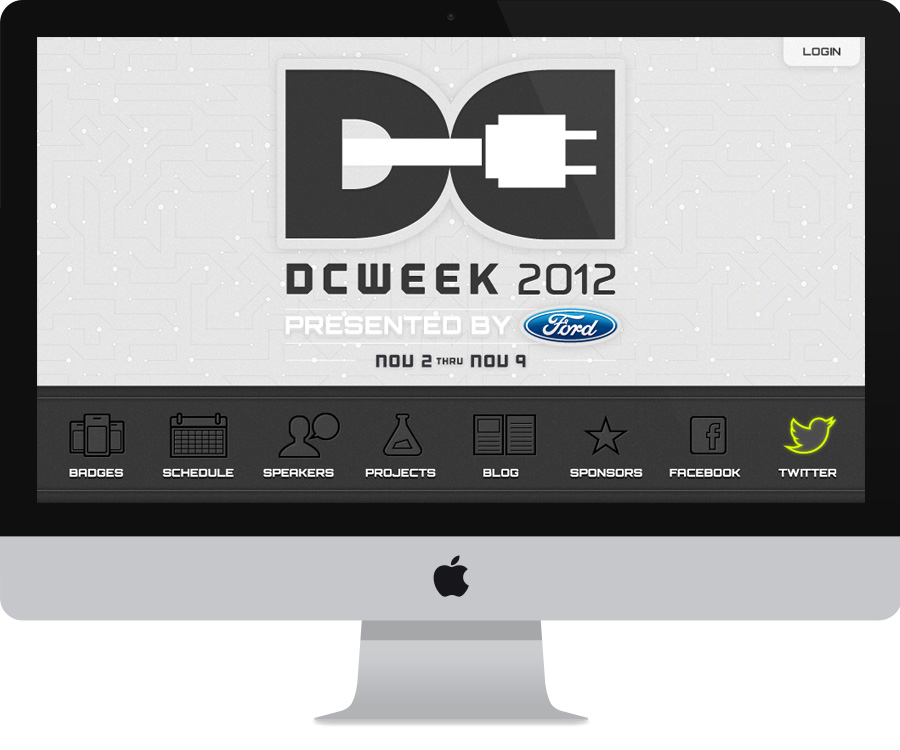 LOGIN
DC
DCWEEK 2012
PRESENTED BY Ford
NOV 2 THRU NOV 9
BADGES SCHEDULE SPEAKERS PROJECTS BLOG SPONSORS FACEBOOK TWITTER